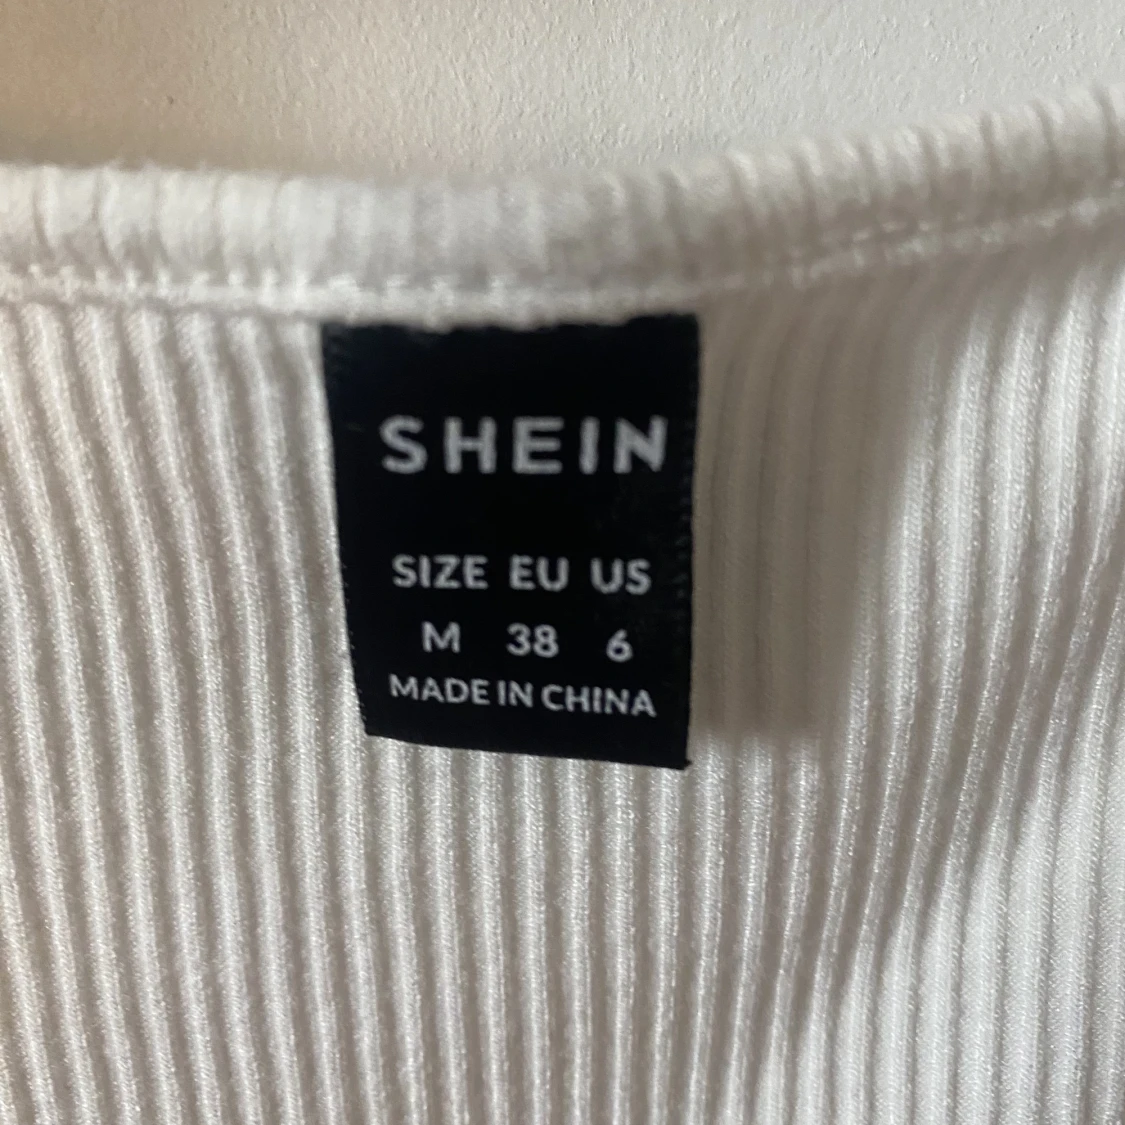 SHEIN
SIZE EU US
M 38 6
MADE IN CHINA